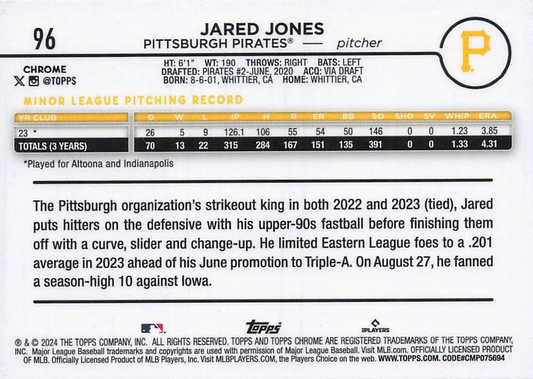 96
JARED JONES
PITTSBURGH PIRATES® — pitcher
P
CHROME
@TOPPS
HT: 6'1" WT: 190 THROWS: RIGHT BATS: LEFT
DRAFTED: PIRATES #2-JUNE, 2020 ACQ: VIA DRAFT
BORN: 8-6-01, WHITTIER, CA HOME: WHITTIER, CA
MINOR LEAGUE PITCHING RECORD
YR CLUB G W L IP H R ER BB SO SHO SV WHIP ERA
23 * 26 5 9 126.1 106 55 54 50 146 0 0 1.23 3.85
TOTALS (3 YEARS) 70 13 22 315 284 167 151 135 391 0 0 1.33 4.31
*Played for Altoona and Indianapolis
The Pittsburgh organization's strikeout king in both 2022 and 2023 (tied), Jared
puts hitters on the defensive with his upper-90s fastball before finishing them
off with a curve, slider and change-up. He limited Eastern League foes to a .201
average in 2023 ahead of his June promotion to Triple-A. On August 27, he fanned
a season-high 10 against Iowa.
Topps
PLAYERS
® & © 2024 THE TOPPS COMPANY, INC. ALL RIGHTS RESERVED. TOPPS AND TOPPS CHROME ARE REGISTERED TRADEMARKS OF THE TOPPS COMPANY,
INC. Major League Baseball trademarks and copyrights are used with permission of Major League Baseball. Visit MLB.com. OFFICIALLY LICENSED PRODUCT
OF MLB. Officially Licensed Product of MLB Players, Inc. Visit MLBPLAYERS.com, the Players Choice on the web. WWW.TOPPS.COM. CODE#CMP075694